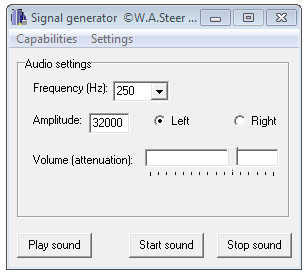 Signal generator ©W.A.Steer ...
Capabilities Settings
Audio settings
Frequency (Hz): 250
Amplitude: 32000 Left Right
Volume (attenuation):
Play sound Start sound Stop sound